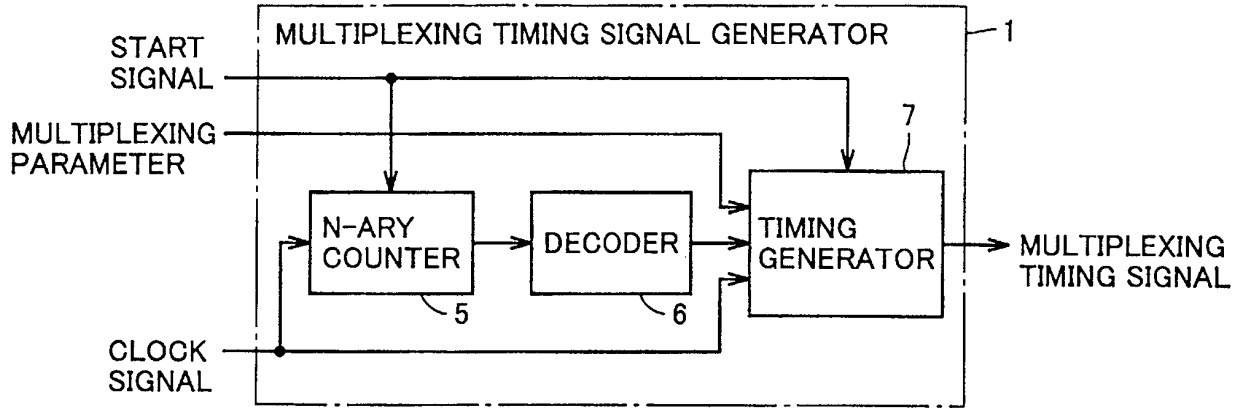 MULTIPLEXING TIMING SIGNAL GENERATOR
1
START
SIGNAL
MULTIPLEXING
PARAMETER
7
N-ARY
COUNTER
DECODER
TIMING
GENERATOR
MULTIPLEXING
TIMING SIGNAL
5
6
CLOCK
SIGNAL